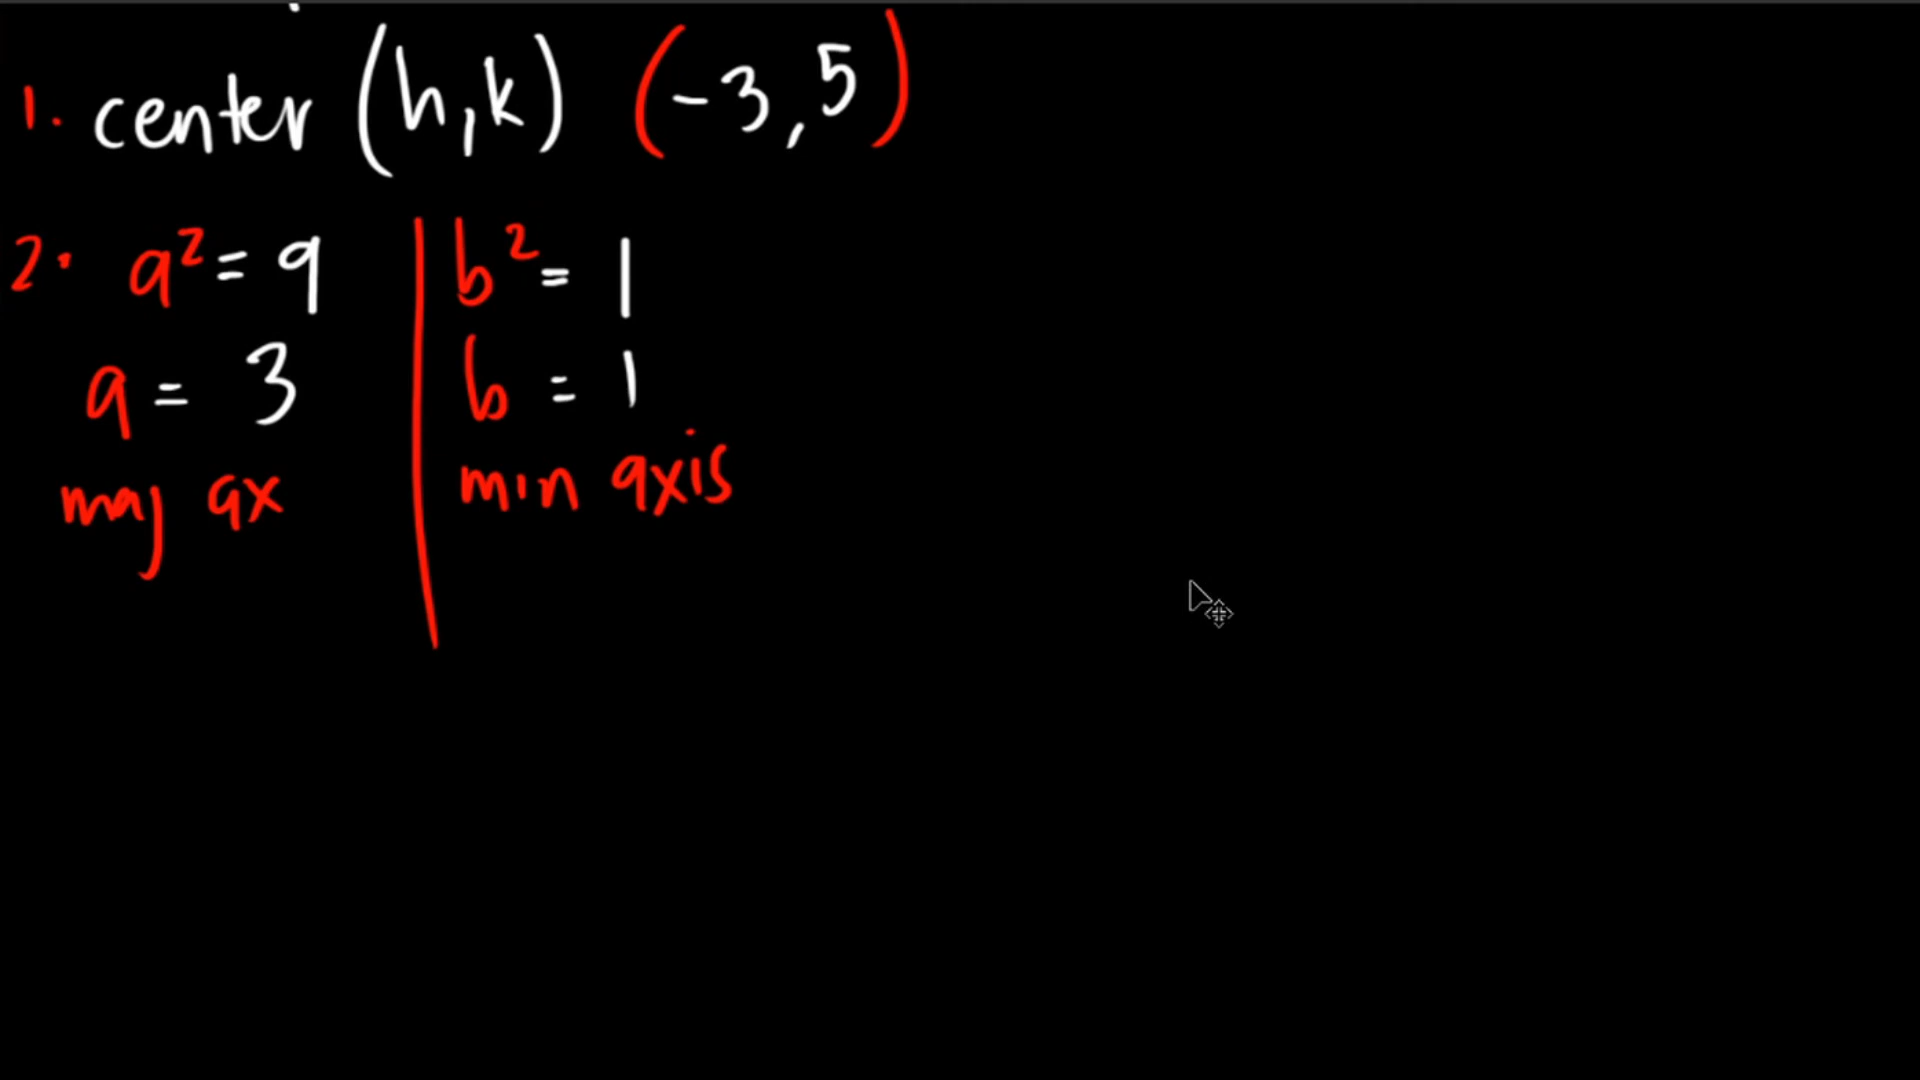 1. center (h,k) (-3,5)
2. a² = 9 | b² = 1
a = 3 | b = 1
maj ax | min axis